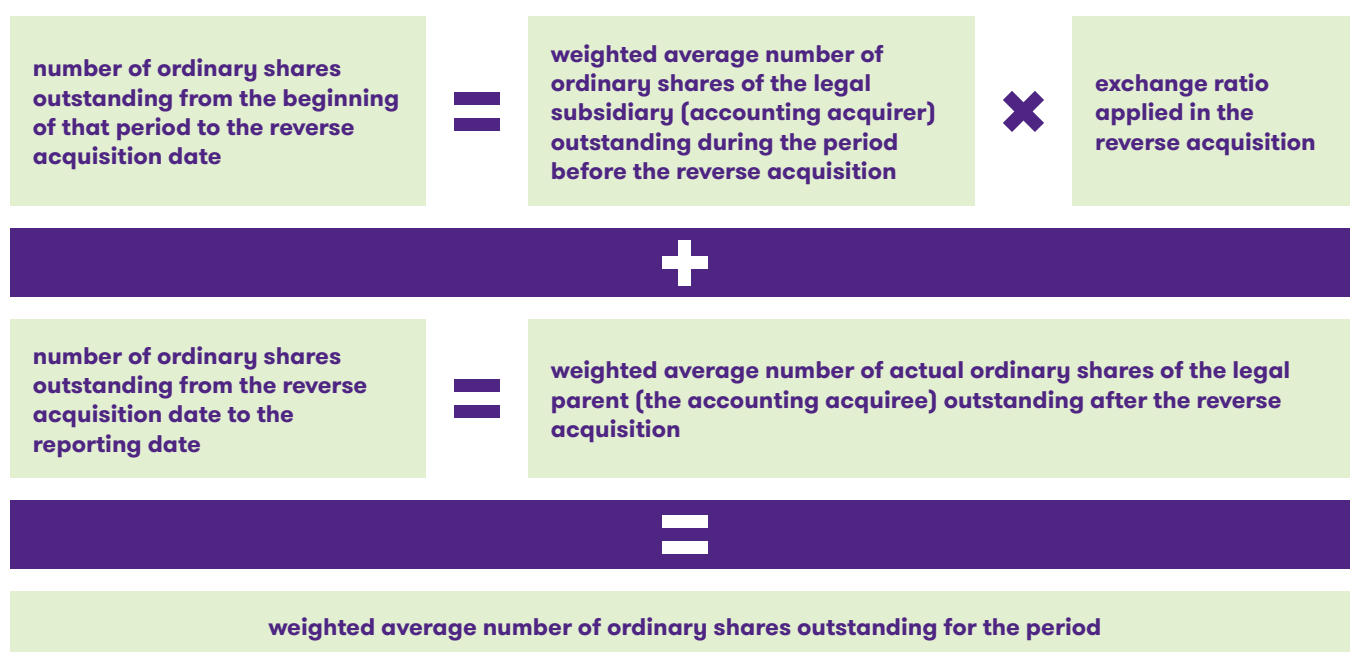 number of ordinary shares
outstanding from the beginning
of that period to the reverse
acquisition date
=
weighted average number of
ordinary shares of the legal
subsidiary (accounting acquirer)
outstanding during the period
before the reverse acquisition
×
exchange ratio
applied in the
reverse acquisition
+
number of ordinary shares
outstanding from the reverse
acquisition date to the
reporting date
=
weighted average number of actual ordinary shares of the legal
parent (the accounting acquiree) outstanding after the reverse
acquisition
=
weighted average number of ordinary shares outstanding for the period